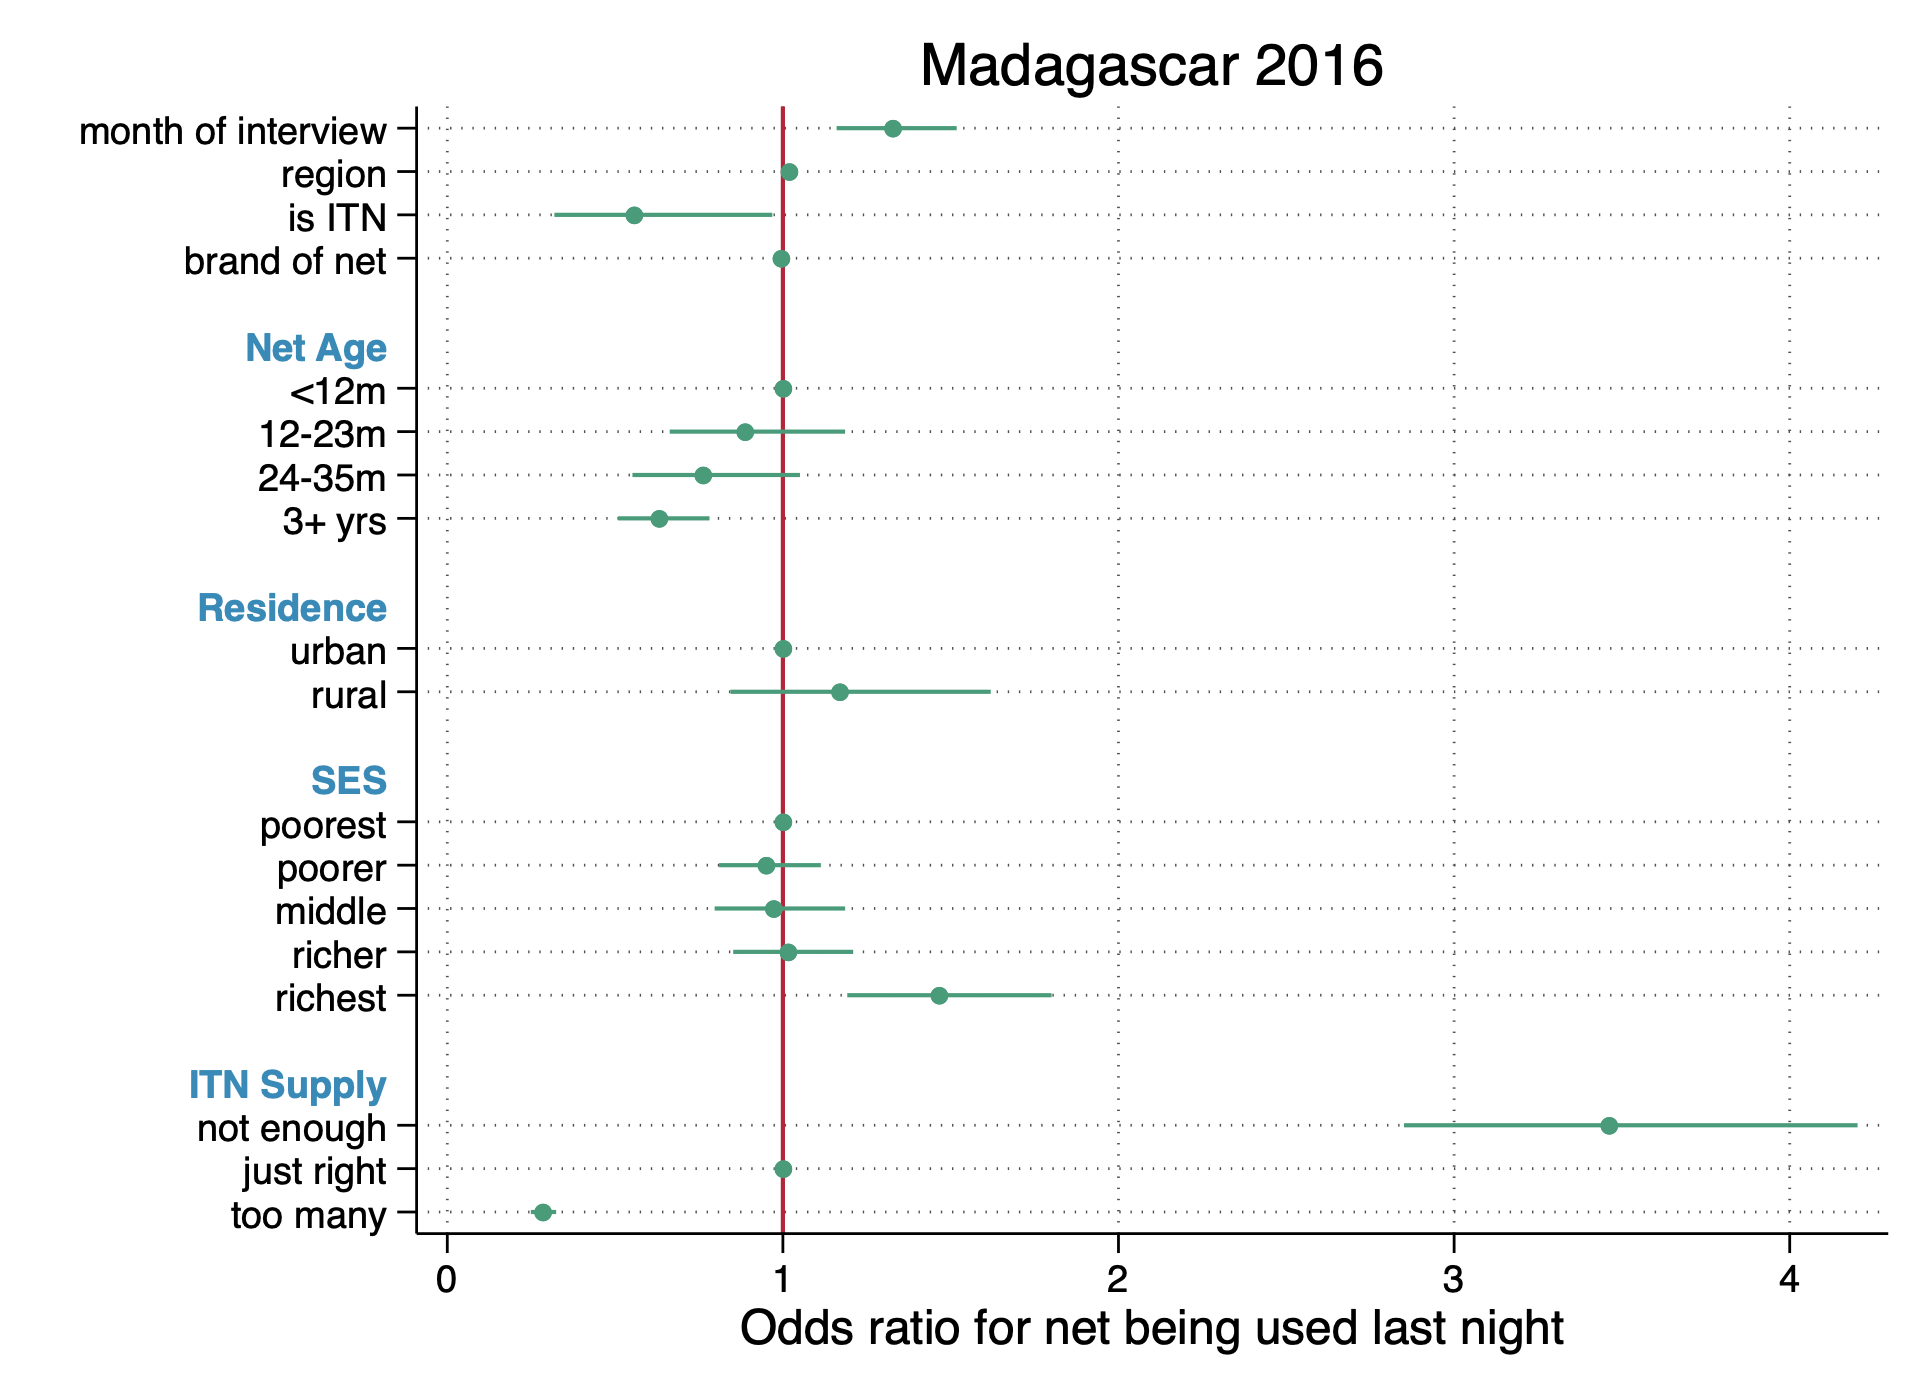 Madagascar 2016
month of interview
region
is ITN
brand of net
Net Age
<12m
12-23m
24-35m
3+ yrs
Residence
urban
rural
SES
poorest
poorer
middle
richer
richest
ITN Supply
not enough
just right
too many
0 1 2 3 4
Odds ratio for net being used last night